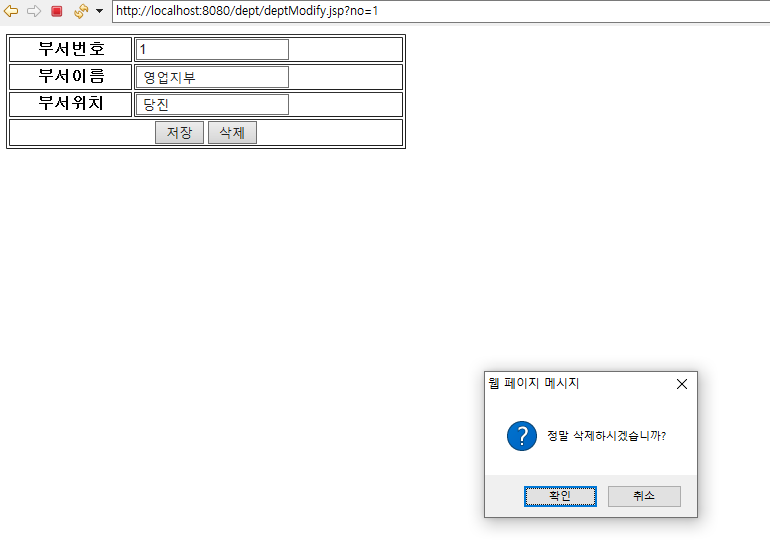 http://localhost:8080/dept/deptModify.jsp?no=1
부서번호 1
부서이름 영업지부
부서위치 당진
저장 삭제
웹 페이지 메시지
정말 삭제하시겠습니까?
확인 취소